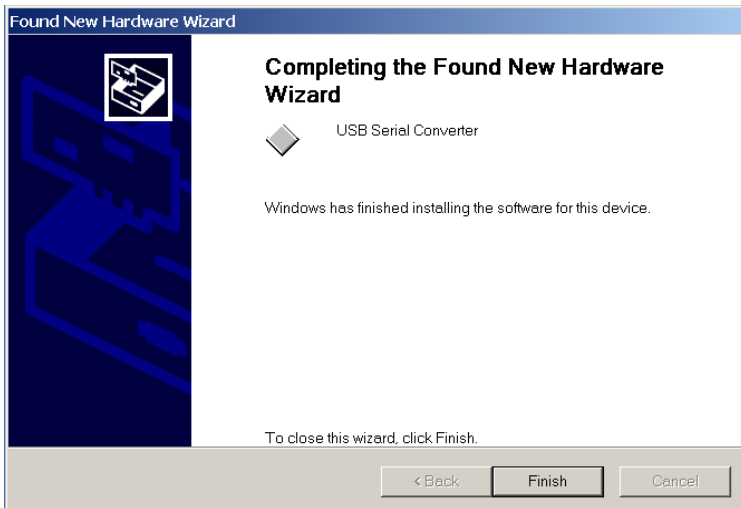 Found New Hardware Wizard
Completing the Found New Hardware
Wizard
USB Serial Converter
Windows has finished installing the software for this device.
To close this wizard, click Finish.
< Back
Finish
Cancel